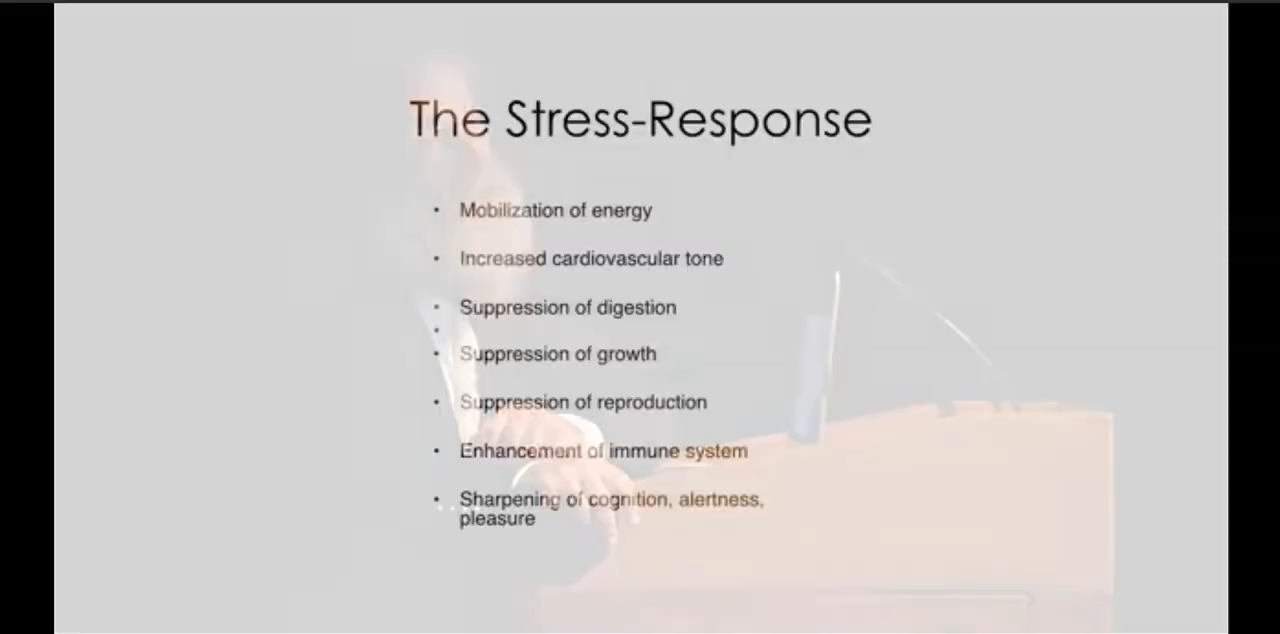 The Stress-Response
• Mobilization of energy
• Increased cardiovascular tone
• Suppression of digestion
•
• Suppression of growth
• Suppression of reproduction
• Enhancement of immune system
• Sharpening of cognition, alertness,
pleasure